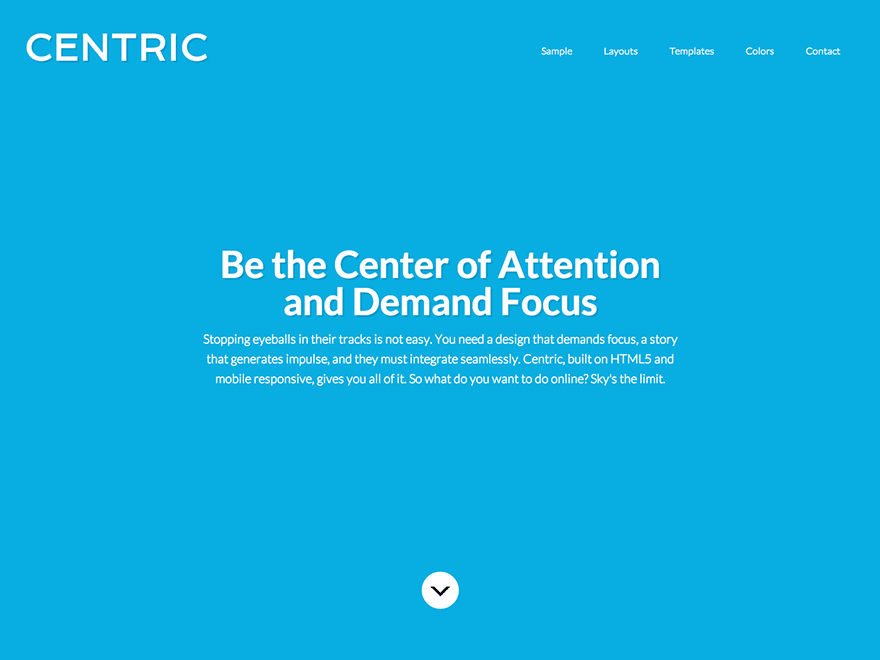 CENTRIC
Sample Layouts Templates Colors Contact
Be the Center of Attention
and Demand Focus
Stopping eyeballs in their tracks is not easy. You need a design that demands focus, a story
that generates impulse, and they must integrate seamlessly. Centric, built on HTML5 and
mobile responsive, gives you all of it. So what do you want to do online? Sky's the limit.